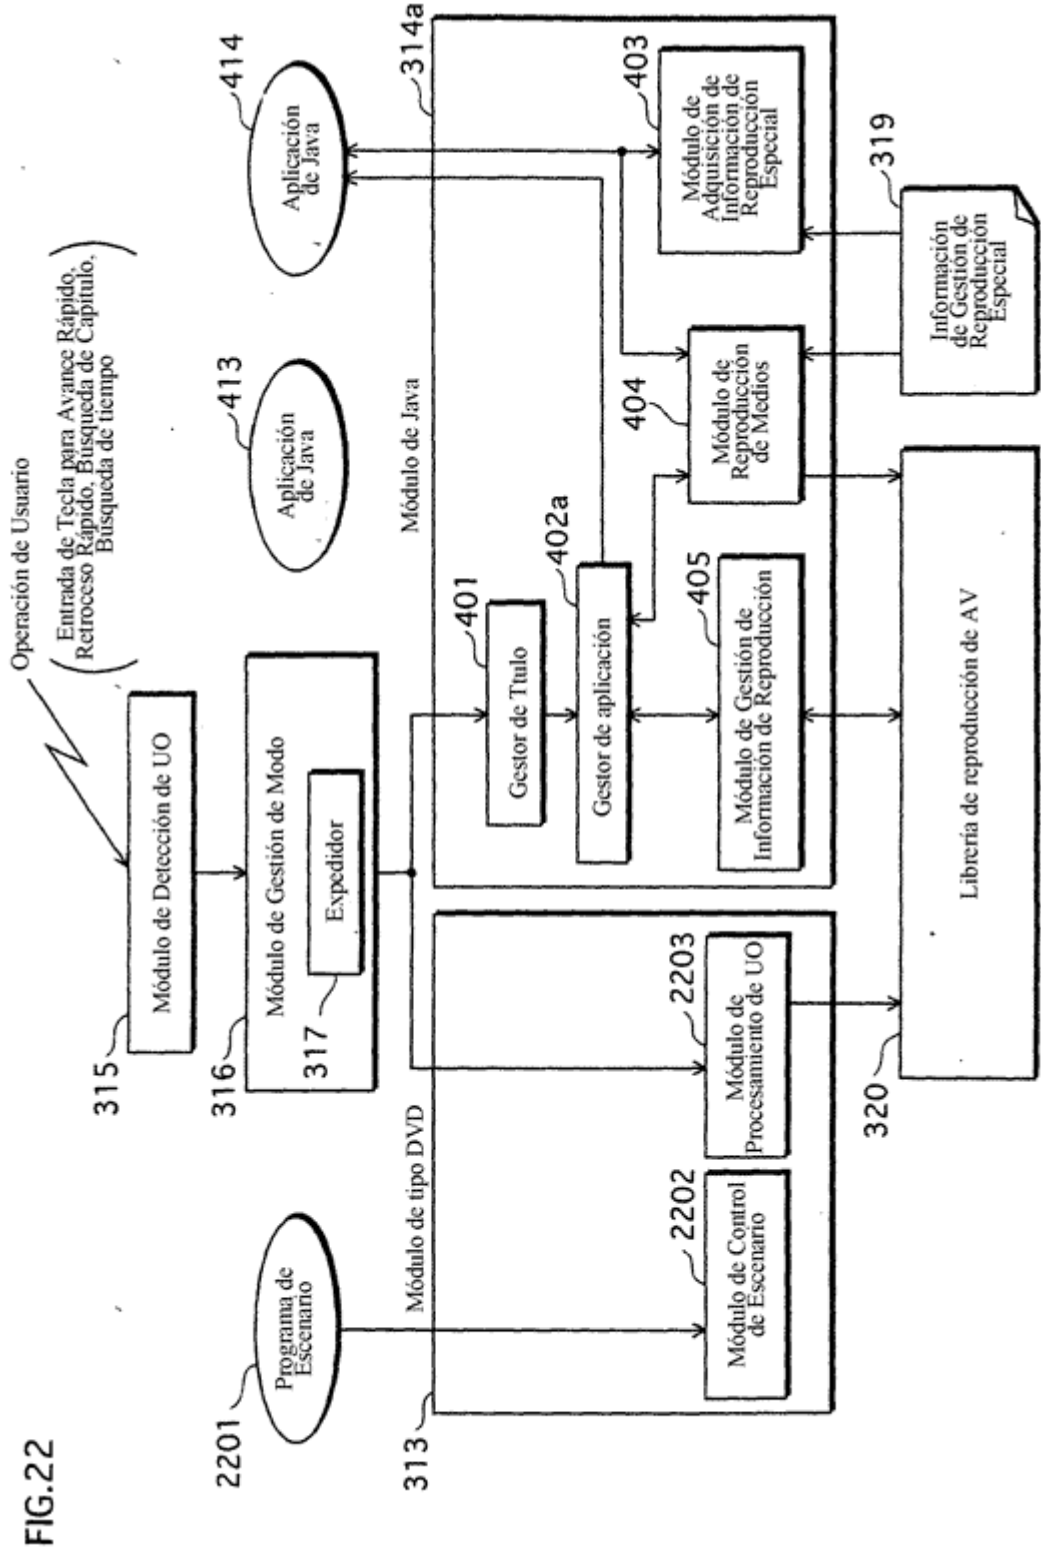 FIG.22
Operación de Usuario
Entrada de Tecla para Avance Rápido,
Retroceso Rápido, Búsqueda de Capítulo,
Búsqueda de tiempo
315
Módulo de Detección de UO
316
Módulo de Gestión de Modo
317
Expedidor
2201
Programa de
Escenario
413
Aplicación
de Java
414
Aplicación
de Java
313
Módulo de tipo DVD
2202
Módulo de Control
de Escenario
2203
Módulo de
Procesamiento de UO
314a
Módulo de Java
401
Gestor de Ttulo
402a
Gestor de aplicación
405
Módulo de Gestión de
Información de Reproducción
404
Módulo de
Reproducción
de Medios
403
Módulo de
Adquisición de
Información de
Reproducción
Especial
320
Librería de reproducción de AV
319
Información
de Gestión de
Reproducción
Especial